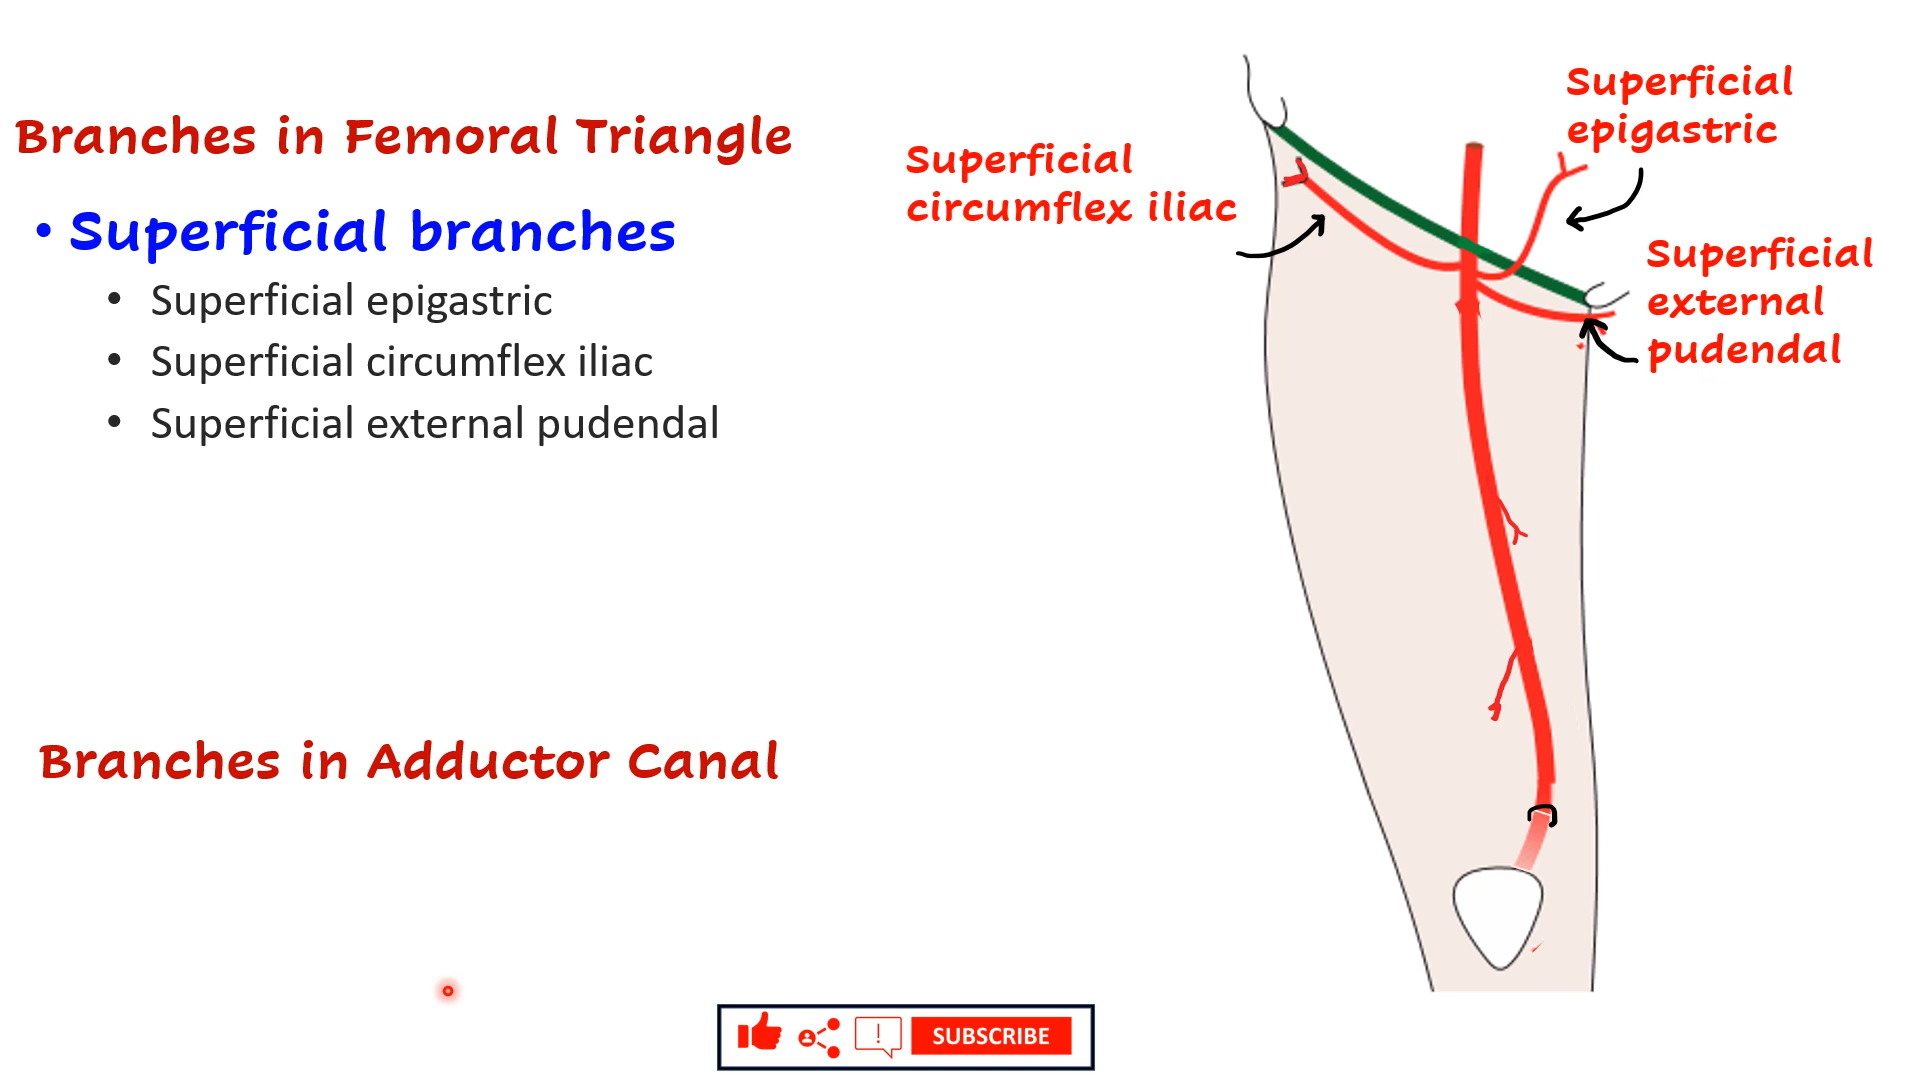 Branches in Femoral Triangle
• Superficial branches
• Superficial epigastric
• Superficial circumflex iliac
• Superficial external pudendal
Branches in Adductor Canal
Superficial
circumflex iliac
Superficial
epigastric
Superficial
external
pudendal
!
SUBSCRIBE